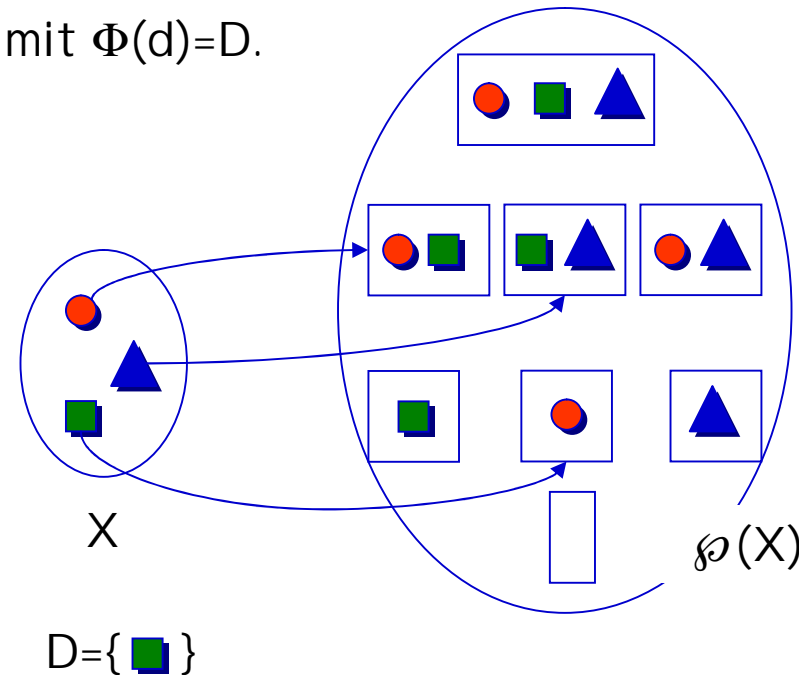 mit Φ(d)=D.
X
℘(X)
D={ }